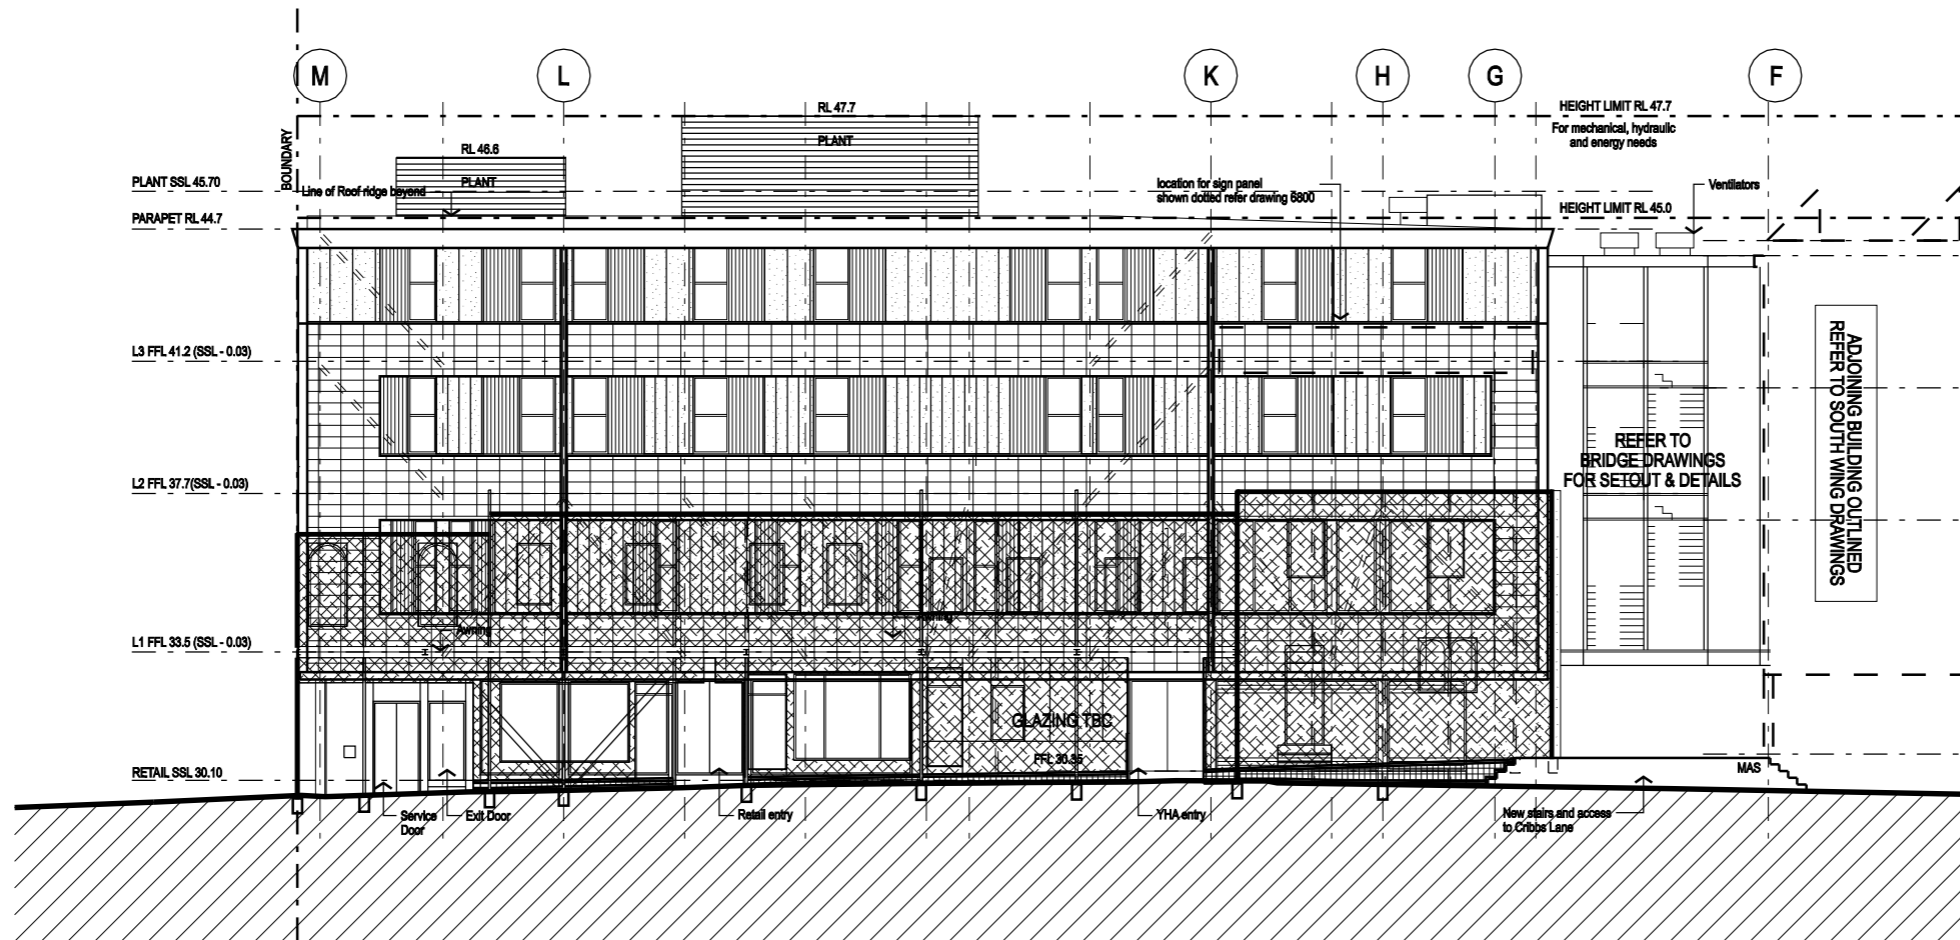 M
L
K
H
G
F
RL 47.7
HEIGHT LIMIT RL 47.7
For mechanical, hydraulic
and energy needs
BOUNDARY
RL 46.6
PLANT
PLANT
PLANT SSL 45.70
Line of Roof ridge beyond
location for sign panel
shown dotted refer drawing 6800
Ventilators
PARAPET RL 44.7
HEIGHT LIMIT RL 45.0
L3 FFL 41.2 (SSL - 0.03)
ADJOINING BUILDING OUTLINED
REFER TO SOUTH WING DRAWINGS
REFER TO
BRIDGE DRAWINGS
FOR SETOUT & DETAILS
L2 FFL 37.7(SSL - 0.03)
Awning
Awning
L1 FFL 33.5 (SSL - 0.03)
GLAZING TBC
FFL 30.35
RETAIL SSL 30.10
MAS
Service
Door
Exit Door
Retail entry
YHA entry
New stairs and access
to Cribbs Lane